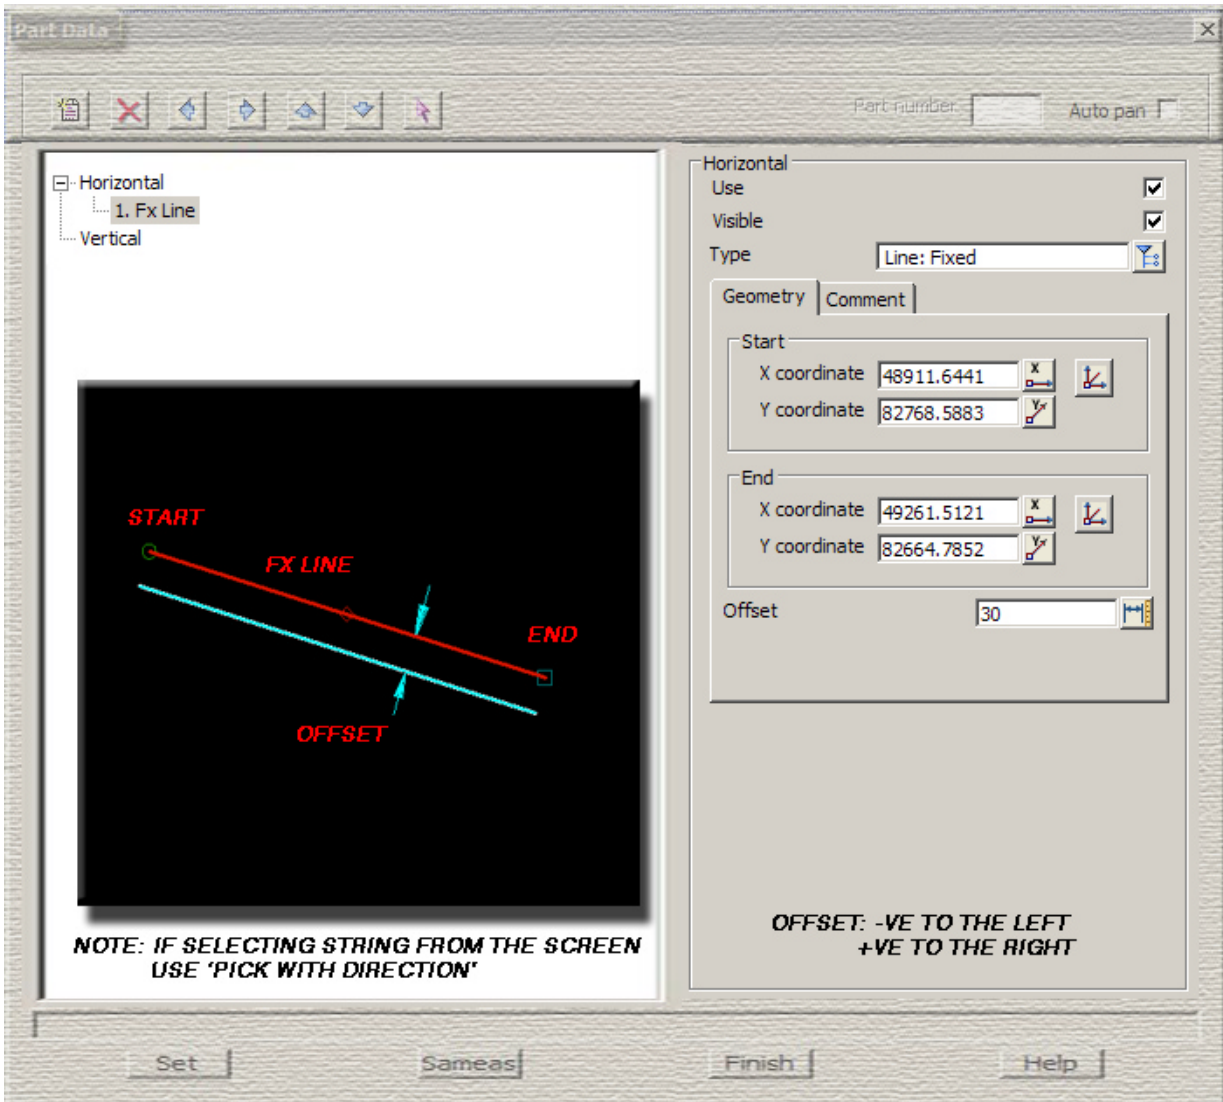 Part Data
Part number
Auto pan
Horizontal
1. Fx Line
Vertical
START
FX LINE
END
OFFSET
NOTE: IF SELECTING STRING FROM THE SCREEN
USE 'PICK WITH DIRECTION'
Horizontal
Use
Visible
Type Line: Fixed
Geometry Comment
Start
X coordinate 48911.6441 X
Y coordinate 82768.5883 Y
End
X coordinate 49261.5121 X
Y coordinate 82664.7852 Y
Offset 30
OFFSET: -VE TO THE LEFT
+VE TO THE RIGHT
Set Sameas Finish Help